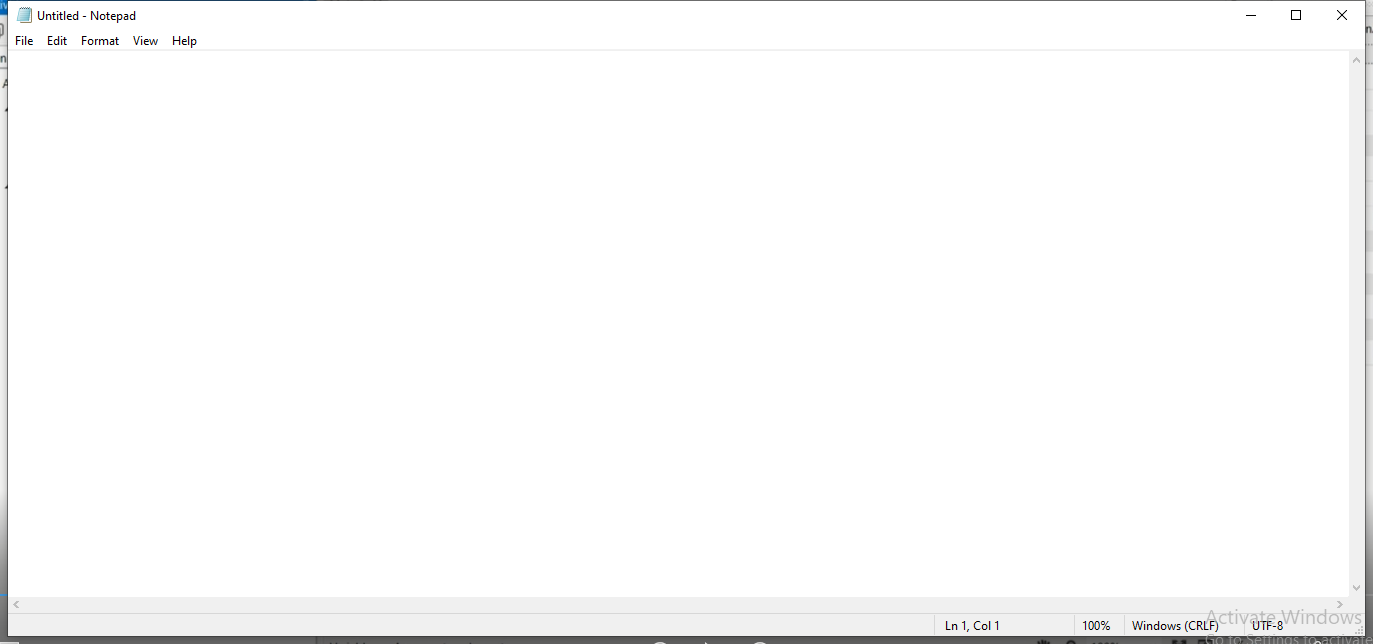 Untitled - Notepad
File Edit Format View Help
Ln 1, Col 1 100% Windows (CRLF) UTF-8
Activate Windows
Go to Settings to activate